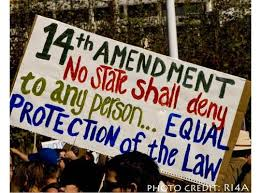 14th AMENDMENT
No State shall deny
to any person... EQUAL
PROTECTION of the Law
PHOTO CREDIT: RI4A